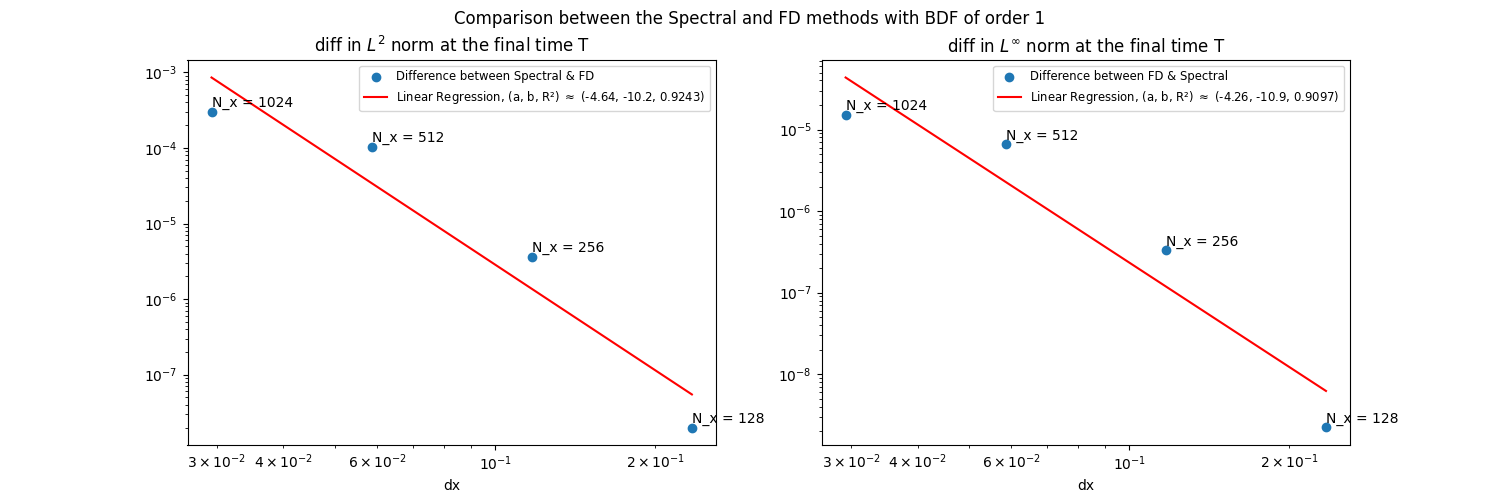 Comparison between the Spectral and FD methods with BDF of order 1
diff in $L^2$ norm at the final time T
10⁻³
10⁻⁴
10⁻⁵
10⁻⁶
10⁻⁷
Difference between Spectral & FD
Linear Regression, (a, b, R²) ≈ (-4.64, -10.2, 0.9243)
N_x = 1024
N_x = 512
N_x = 256
N_x = 128
3 × 10⁻² 4 × 10⁻² 6 × 10⁻² 10⁻¹ 2 × 10⁻¹
dx
diff in $L^\infty$ norm at the final time T
10⁻⁵
10⁻⁶
10⁻⁷
10⁻⁸
Difference between FD & Spectral
Linear Regression, (a, b, R²) ≈ (-4.26, -10.9, 0.9097)
N_x = 1024
N_x = 512
N_x = 256
N_x = 128
3 × 10⁻² 4 × 10⁻² 6 × 10⁻² 10⁻¹ 2 × 10⁻¹
dx